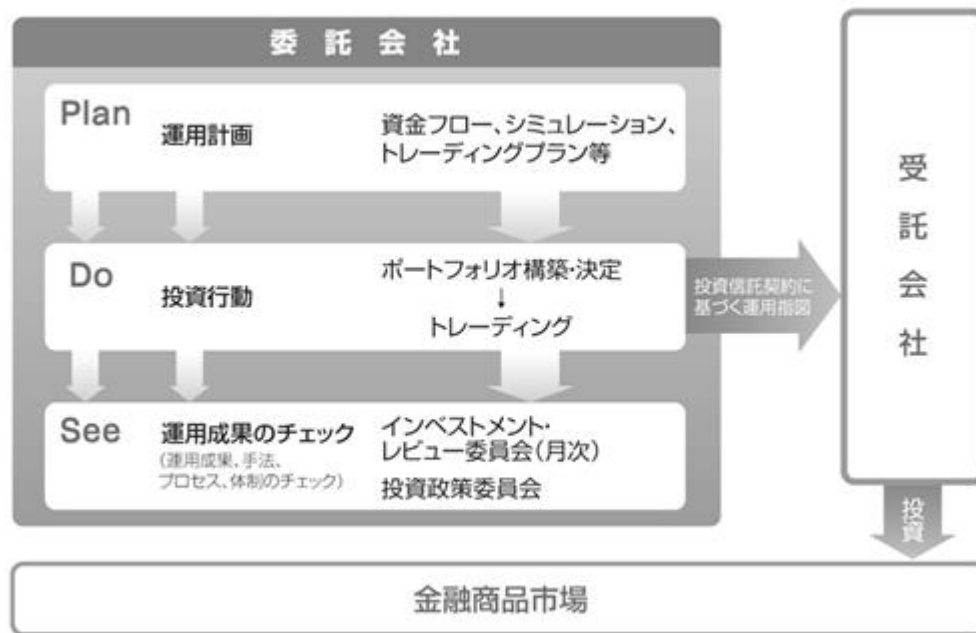 委託会社
Plan
運用計画
資金フロー、シミュレーション、
トレーディングプラン等
Do
投資行動
ポートフォリオ構築・決定
↓
トレーディング
投資信託契約に
基づく運用指図
See
運用成果のチェック
(運用成果、手法、
プロセス、体制のチェック)
インベストメント・
レビュー委員会(月次)
投資政策委員会
受託会社
投資
金融商品市場